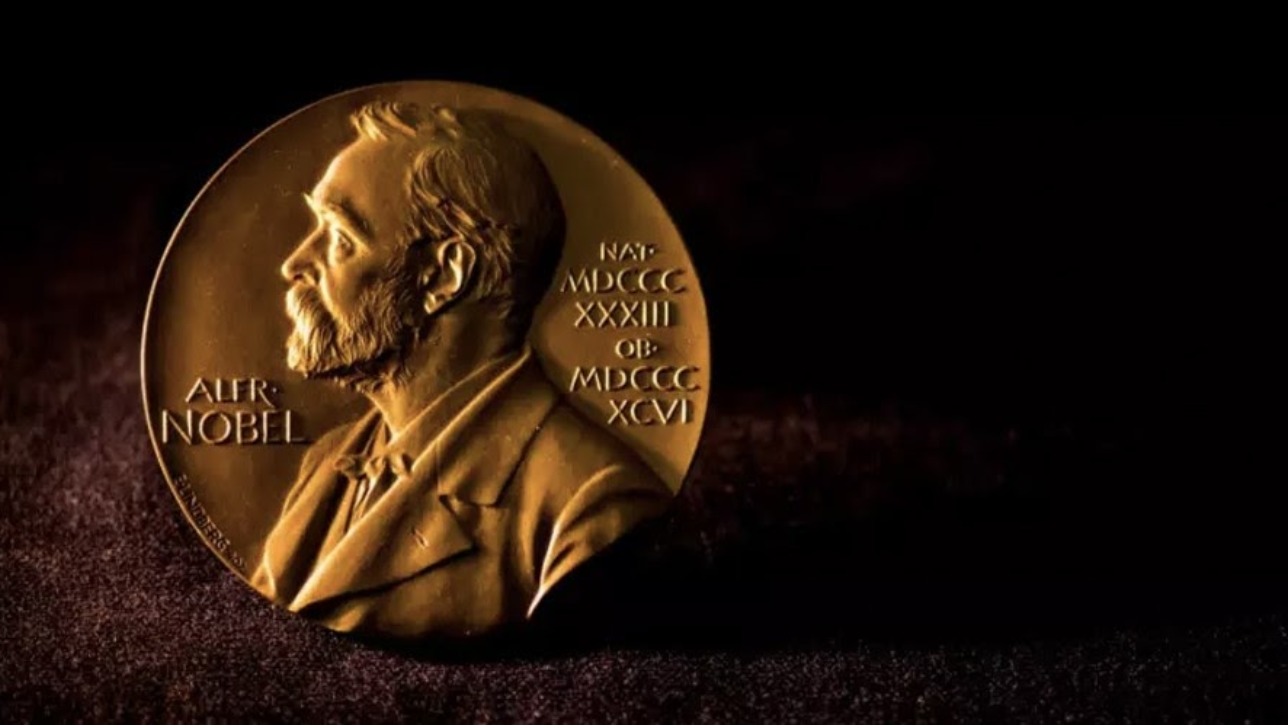 ALFR·
NOBEL
NAT·
MDCCC
XXXIII
OB·
MDCCC
XCVI